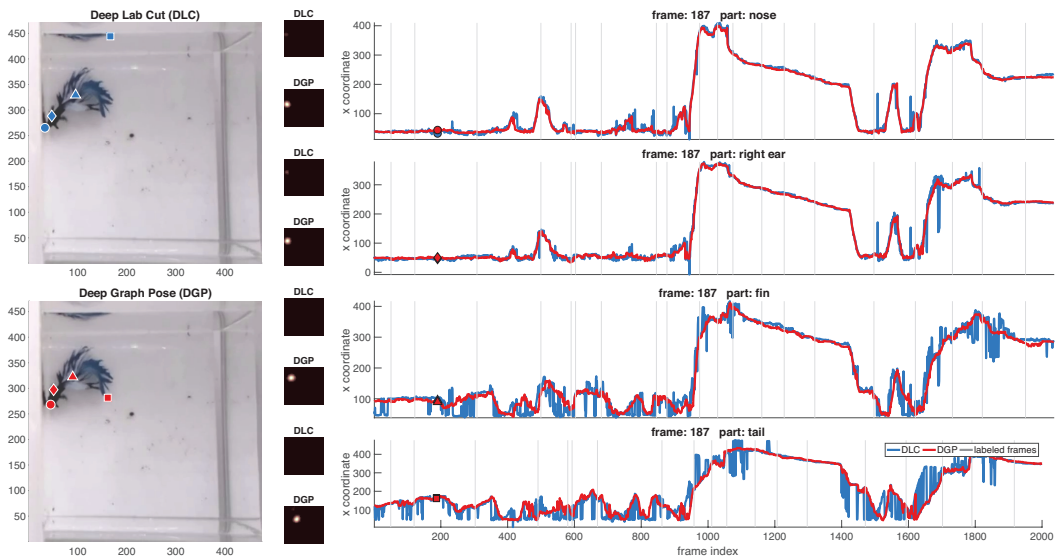 Deep Lab Cut (DLC)
450
400
350
300
250
200
150
100
50
100 200 300 400
DLC
DGP
frame: 187 part: nose
x coordinate
400
300
200
100
DLC
DGP
frame: 187 part: right ear
x coordinate
300
200
100
0
Deep Graph Pose (DGP)
450
400
350
300
250
200
150
100
50
100 200 300 400
DLC
DGP
frame: 187 part: fin
x coordinate
400
300
200
100
DLC
DGP
frame: 187 part: tail
DLC DGP labeled frames
x coordinate
400
300
200
100
200 400 600 800 1000 1200 1400 1600 1800 2000
frame index